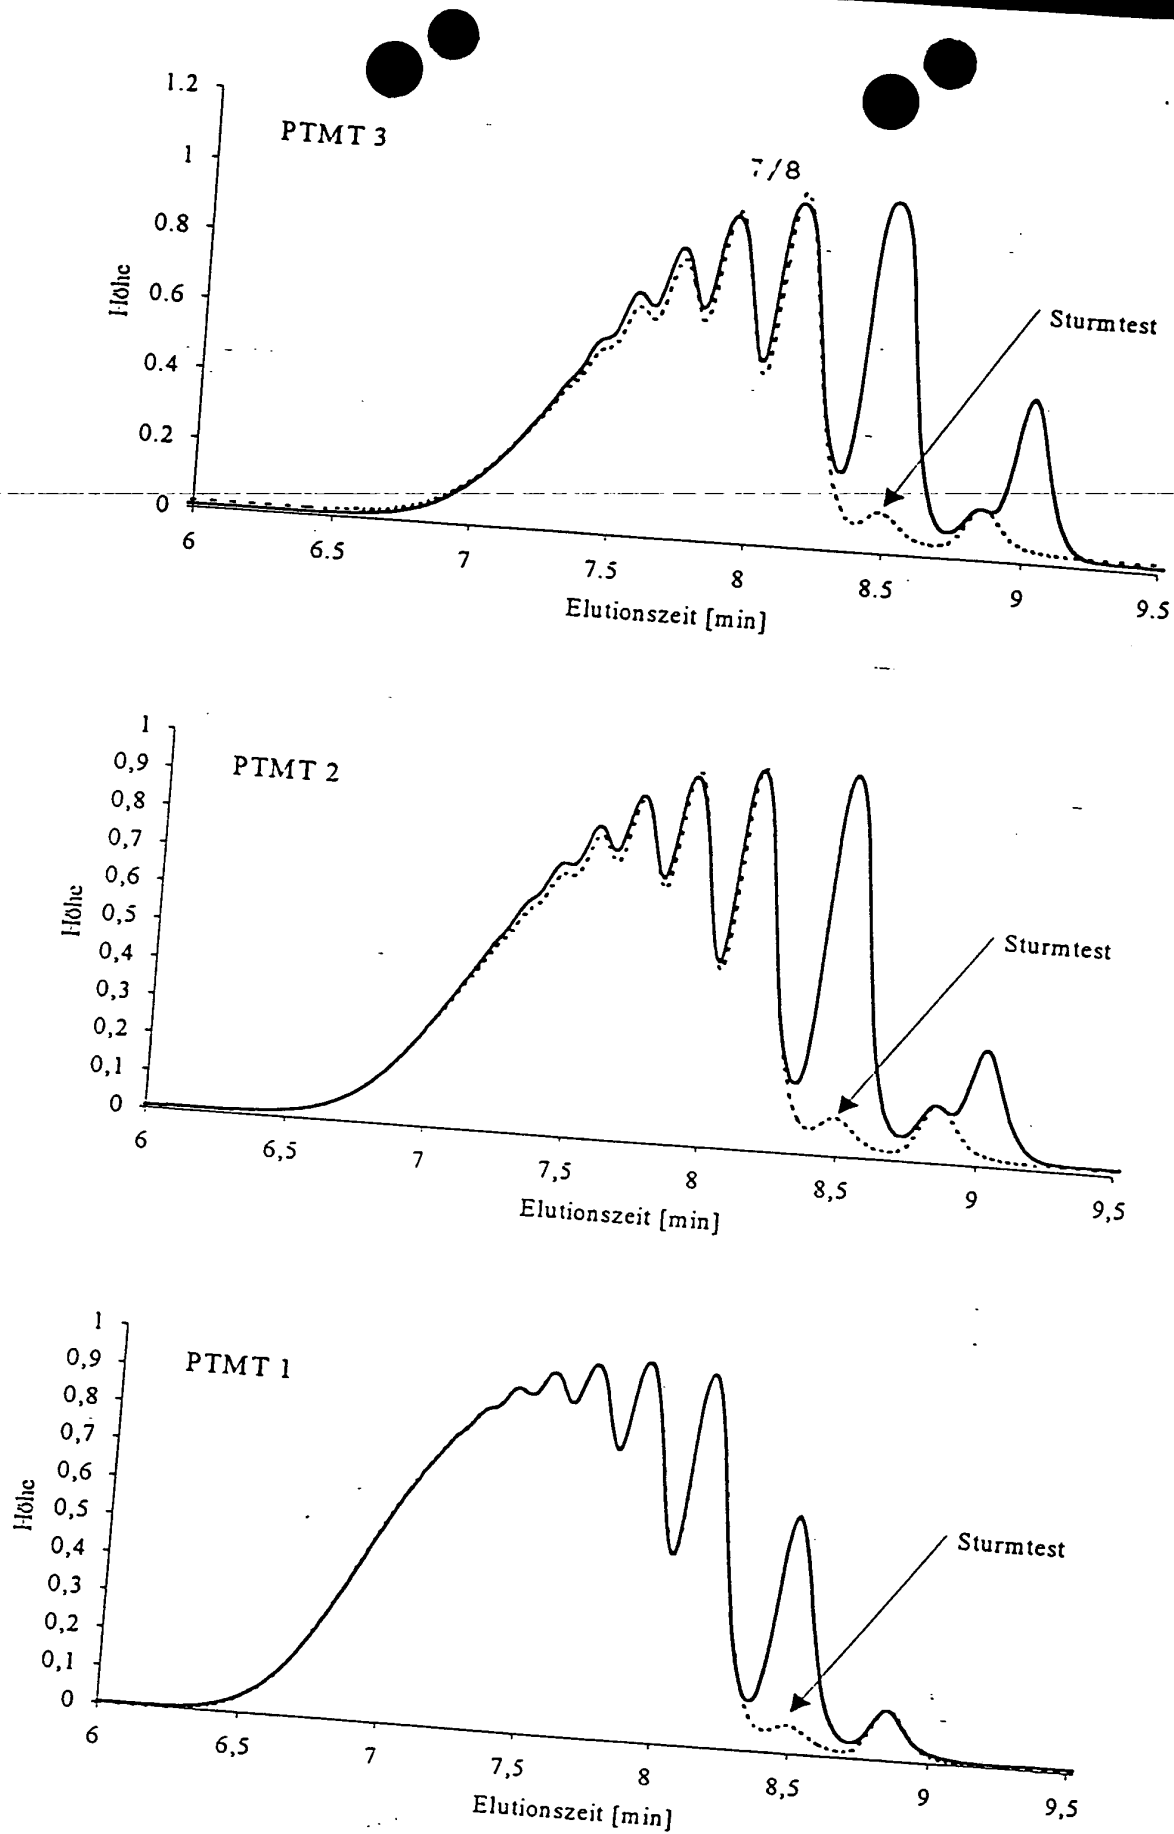 PTMT 3
7/8
1.2
1
0.8
0.6
0.4
0.2
0
Höhe
Sturmtest
6 6.5 7 7.5 8 8.5 9 9.5
Elutionszeit [min]
PTMT 2
1
0,9
0,8
0,7
0,6
0,5
0,4
0,3
0,2
0,1
0
Höhe
Sturmtest
6 6,5 7 7,5 8 8,5 9 9,5
Elutionszeit [min]
PTMT 1
1
0,9
0,8
0,7
0,6
0,5
0,4
0,3
0,2
0,1
0
Höhe
Sturmtest
6 6,5 7 7,5 8 8,5 9 9,5
Elutionszeit [min]